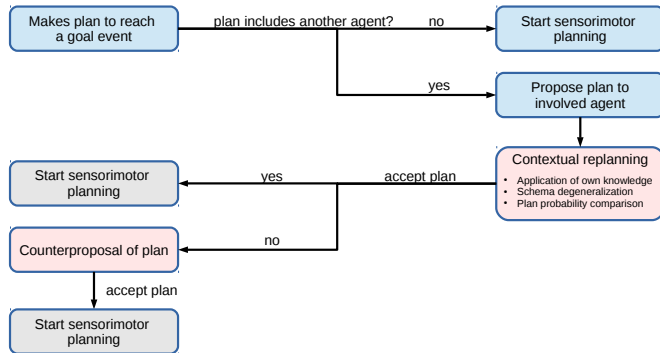 Makes plan to reach
a goal event
plan includes another agent?
no
Start sensorimotor
planning
yes
Propose plan to
involved agent
Contextual replanning
• Application of own knowledge
• Schema degeneralization
• Plan probability comparison
accept plan
yes
Start sensorimotor
planning
no
Counterproposal of plan
accept plan
Start sensorimotor
planning